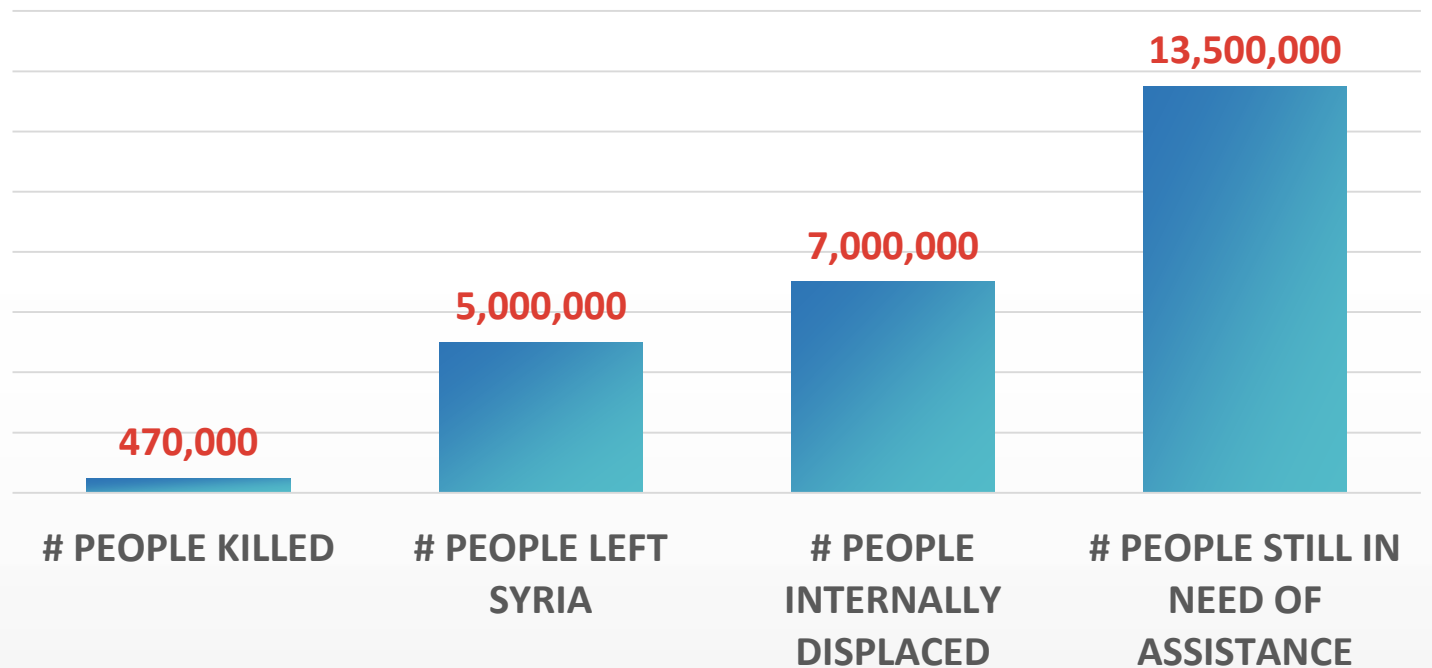 13,500,000
7,000,000
5,000,000
470,000
# PEOPLE KILLED
# PEOPLE LEFT
SYRIA
# PEOPLE
INTERNALLY
DISPLACED
# PEOPLE STILL IN
NEED OF
ASSISTANCE